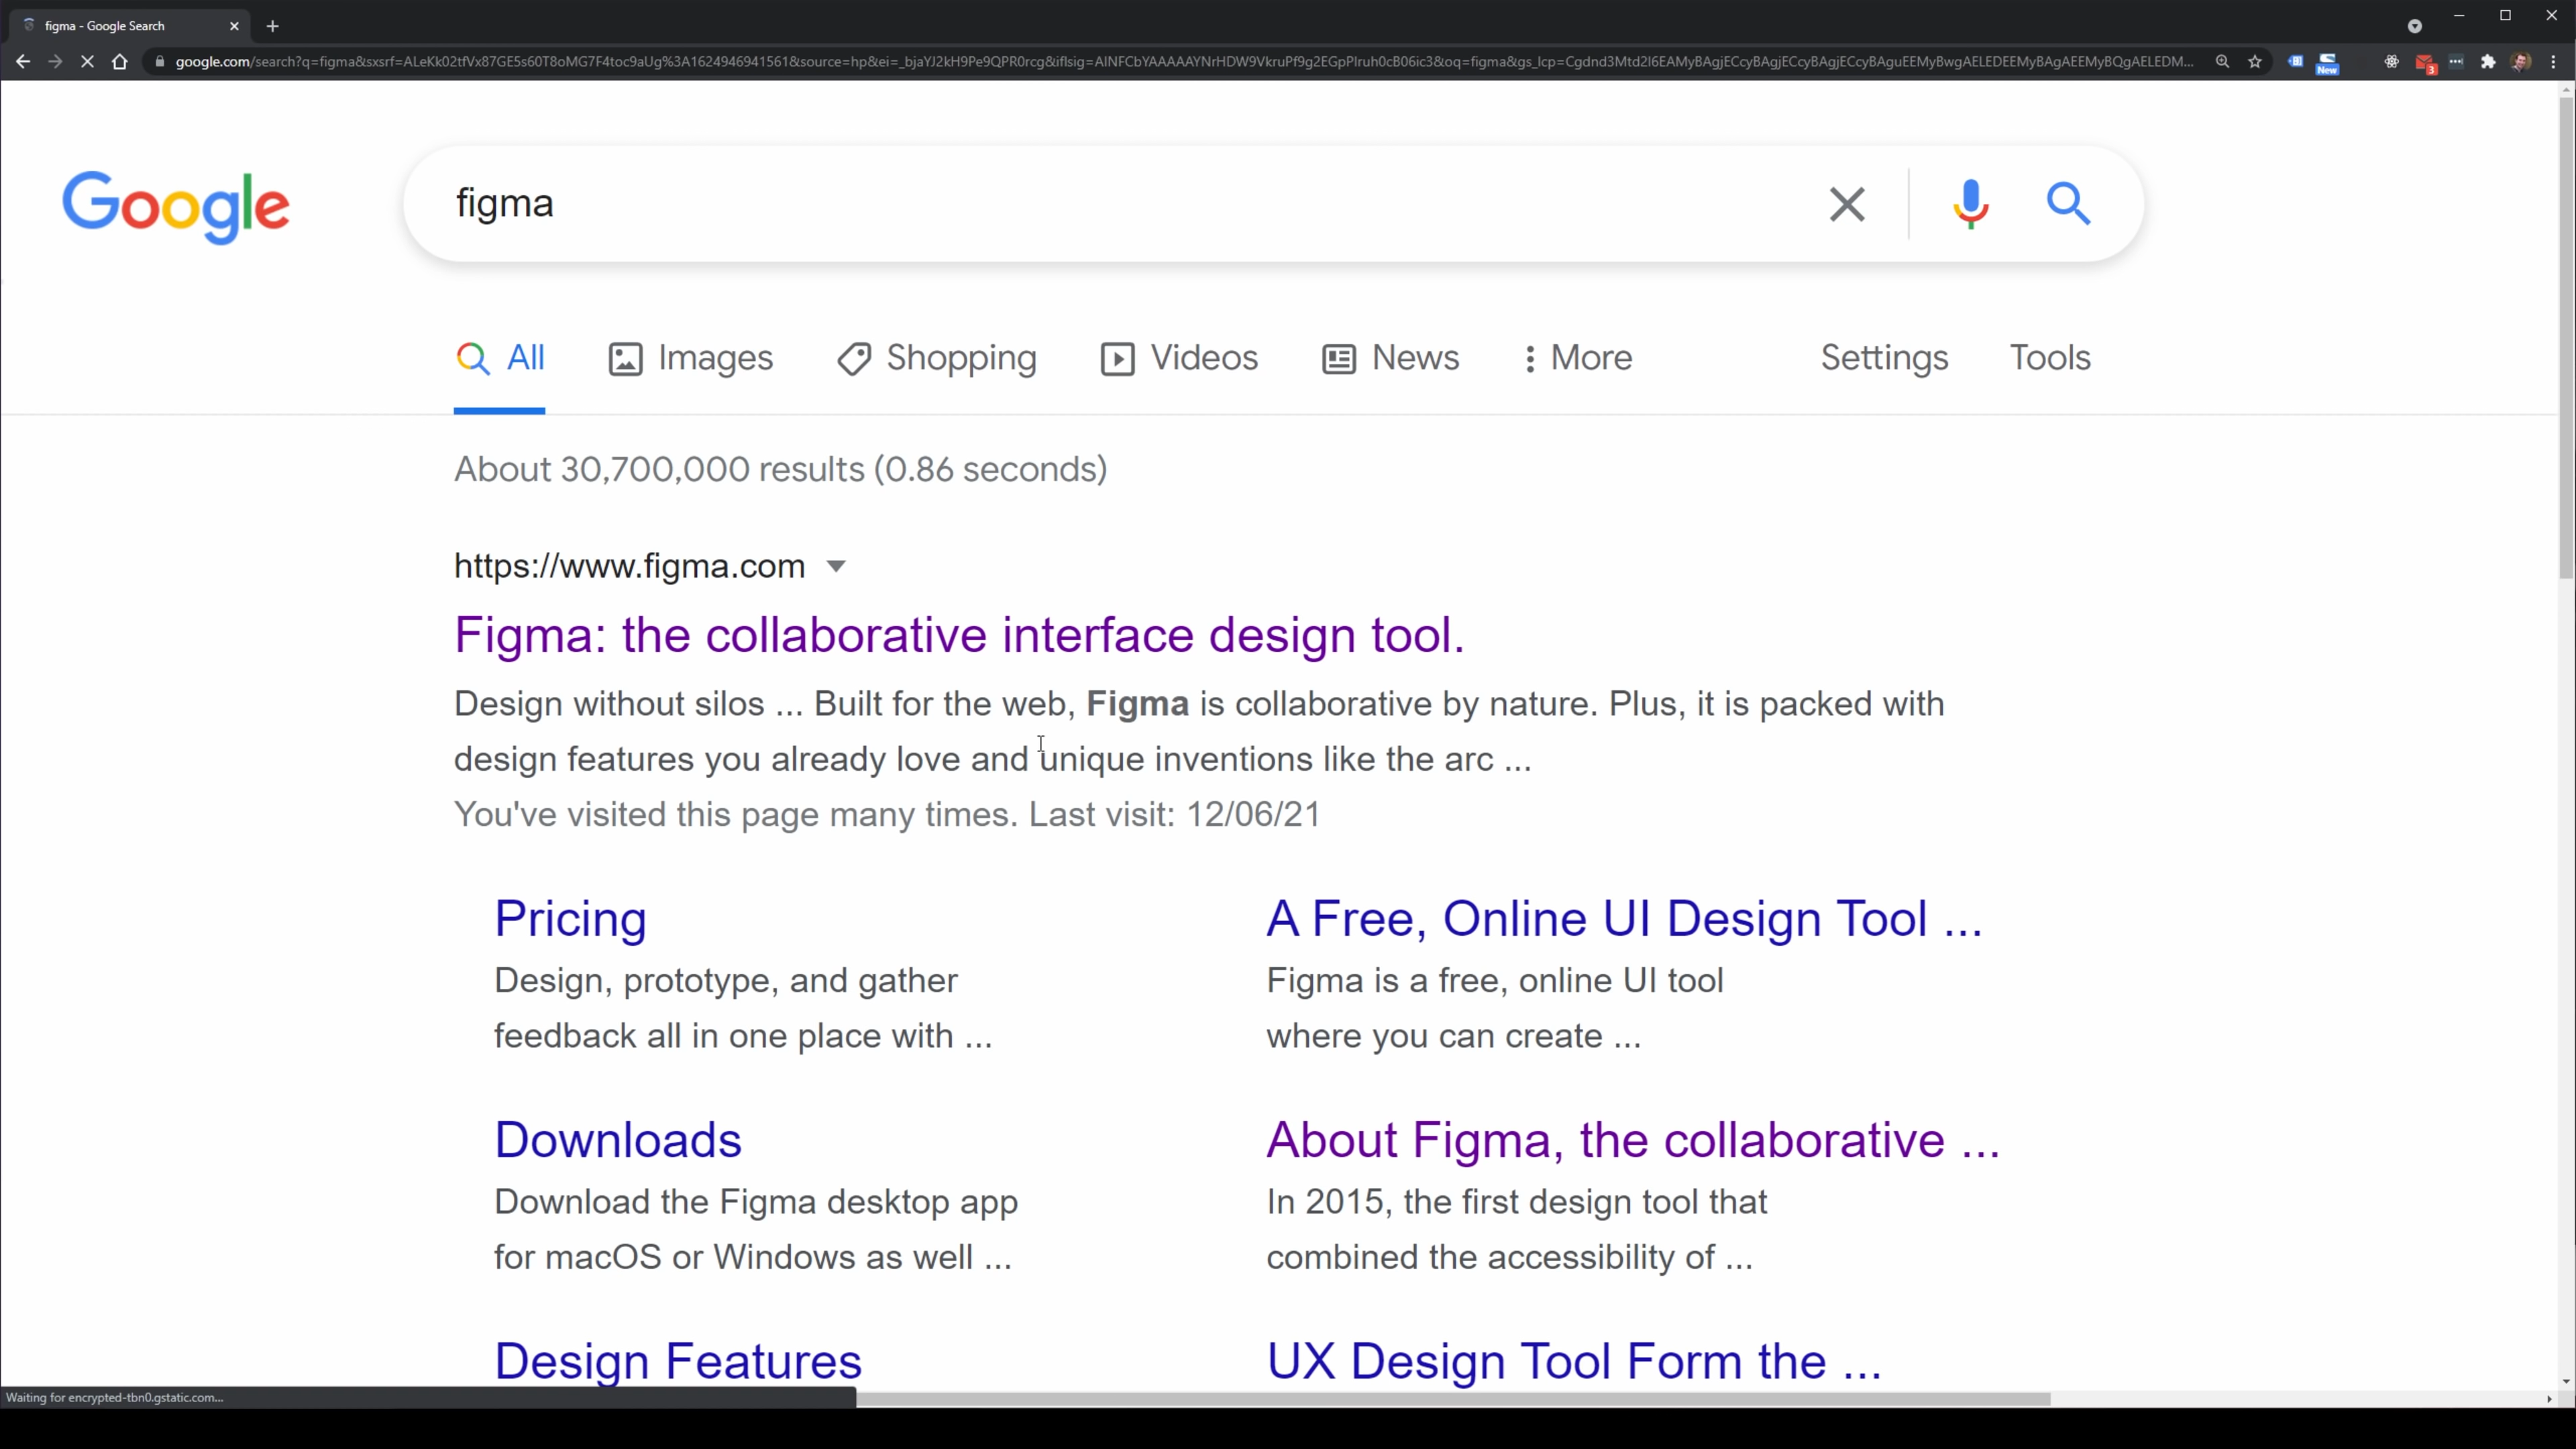 figma - Google Search
google.com/search?q=figma&sxsrf=ALeKk02tfVx87GE5s60T8oMG7F4toc9aUg%3A1624946941561&source=hp&ei=_bjaYJ2kH9Pe9QPR0rcg&iflsig=AINFCbYAAAAAYNrHDW9VkruPf9g2EGpPlruh0cB06ic3&oq=figma&gs_lcp=Cgdnd3Mtd2l6EAMyBAgjECcyBAgjECcyBAgjECcyBAguEEMyBwgAELEDEEMyBAgAEEMyBQgAELEDM...
New
3
Google
figma
All Images Shopping Videos News More Settings Tools
About 30,700,000 results (0.86 seconds)
https://www.figma.com
Figma: the collaborative interface design tool.
Design without silos ... Built for the web, Figma is collaborative by nature. Plus, it is packed with
design features you already love and unique inventions like the arc ...
You've visited this page many times. Last visit: 12/06/21
Pricing
Design, prototype, and gather
feedback all in one place with ...
A Free, Online UI Design Tool ...
Figma is a free, online UI tool
where you can create ...
Downloads
Download the Figma desktop app
for macOS or Windows as well ...
About Figma, the collaborative ...
In 2015, the first design tool that
combined the accessibility of ...
Design Features
UX Design Tool Form the ...
Waiting for encrypted-tbn0.gstatic.com...